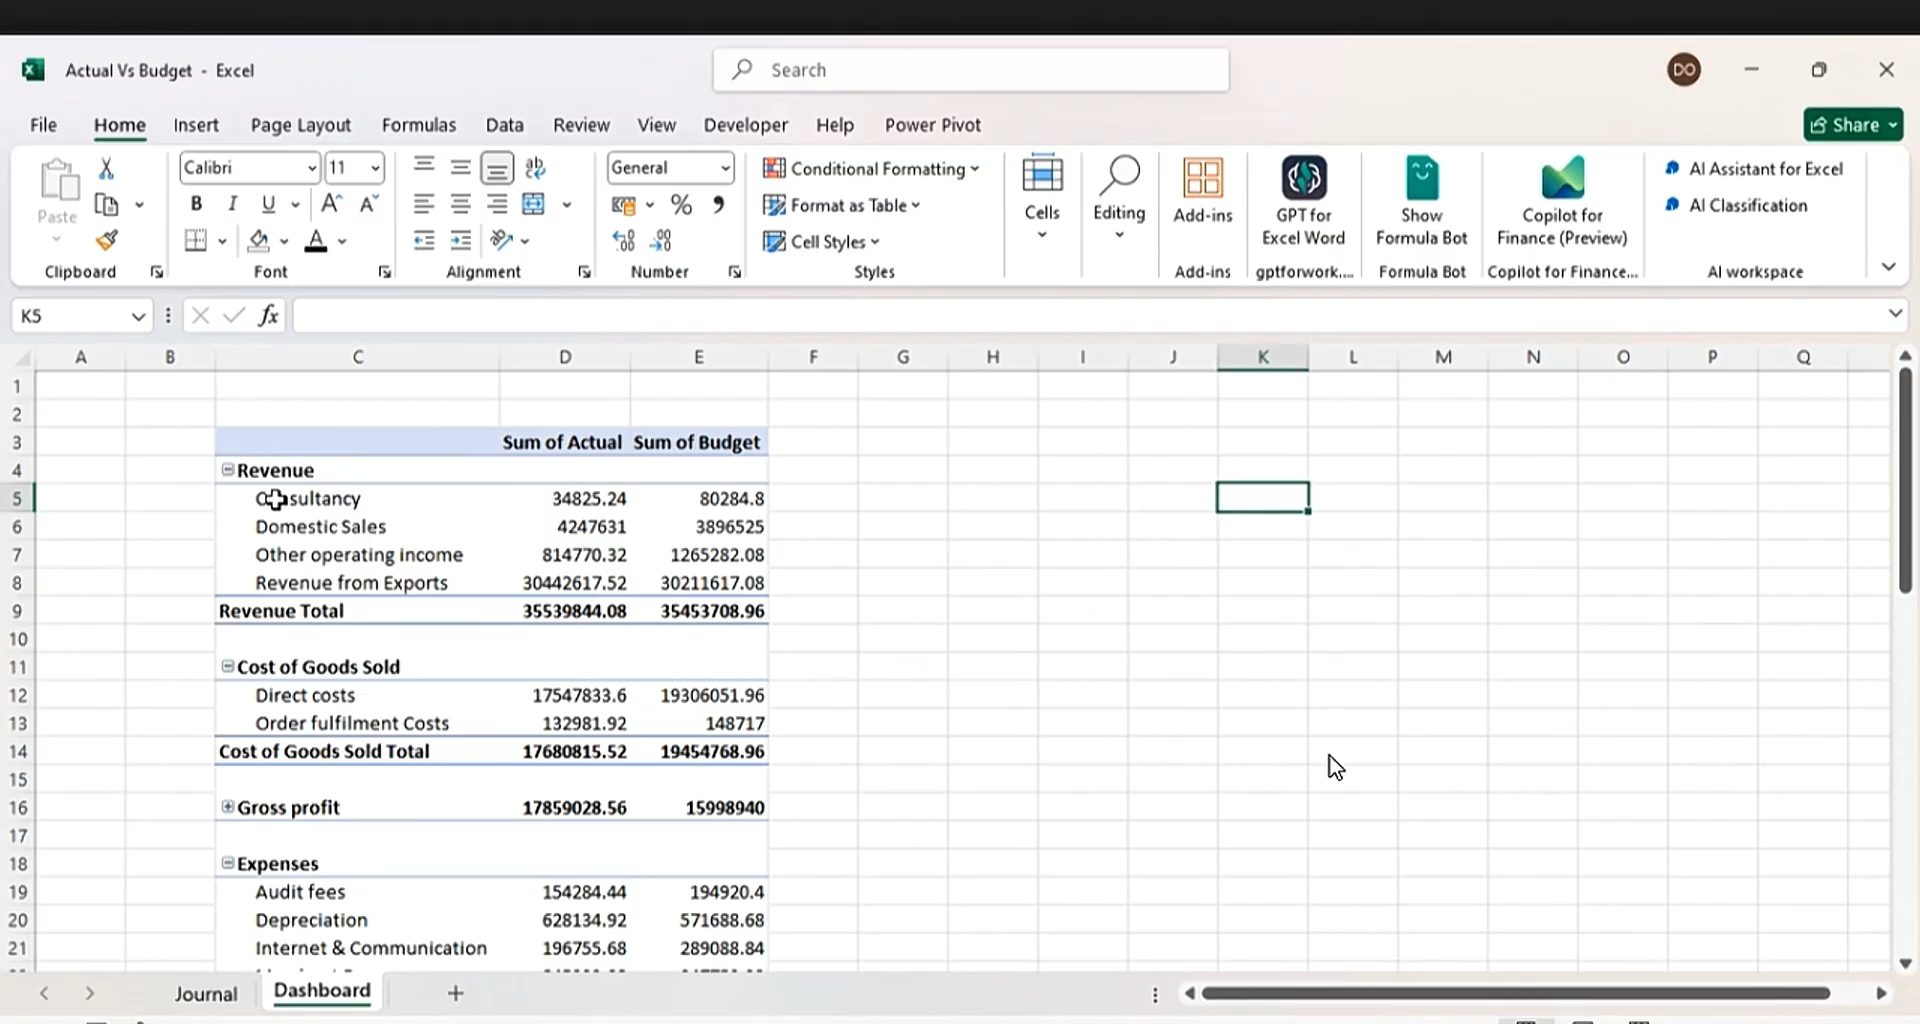 Actual Vs Budget - Excel
Search
DO
File Home Insert Page Layout Formulas Data Review View Developer Help Power Pivot
Share
Paste
Calibri 11
B I U A A
A
ab
General
% 9
Conditional Formatting
Format as Table
Cell Styles
Cells
Editing
Add-ins
GPT for
Excel Word
Show
Formula Bot
Copilot for
Finance (Preview)
AI Assistant for Excel
AI Classification
Clipboard Font Alignment Number Styles Add-ins gptforwork.... Formula Bot Copilot for Finance... AI workspace
K5 fx
A B C D E F G H I J K L M N O P Q
1
2
3 Sum of Actual Sum of Budget
4 Revenue
5 Consultancy 34825.24 80284.8
6 Domestic Sales 4247631 3896525
7 Other operating income 814770.32 1265282.08
8 Revenue from Exports 30442617.52 30211617.08
9 Revenue Total 35539844.08 35453708.96
10
11 Cost of Goods Sold
12 Direct costs 17547833.6 19306051.96
13 Order fulfilment Costs 132981.92 148717
14 Cost of Goods Sold Total 17680815.52 19454768.96
15
16 Gross profit 17859028.56 15998940
17
18 Expenses
19 Audit fees 154284.44 194920.4
20 Depreciation 628134.92 571688.68
21 Internet & Communication 196755.68 289088.84
Journal Dashboard